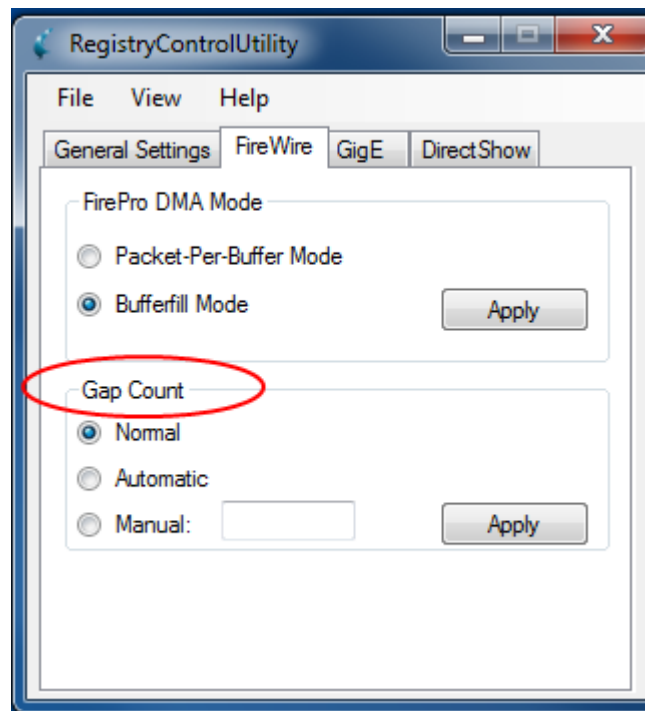 RegistryControlUtility
File View Help
General Settings FireWire GigE DirectShow
FirePro DMA Mode
Packet-Per-Buffer Mode
Bufferfill Mode
Apply
Gap Count
Normal
Automatic
Manual:
Apply